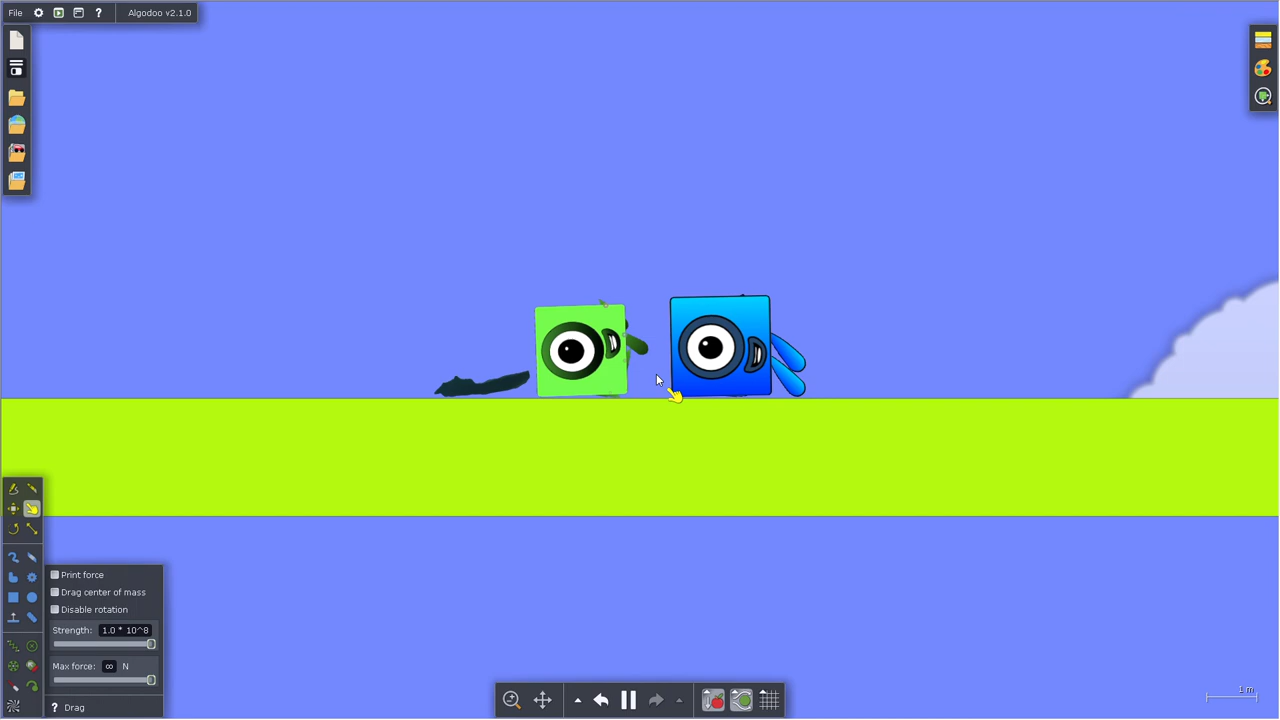 File ? Algodoo v2.1.0
Print force
Drag center of mass
Disable rotation
Strength: 1.0 * 10^8
Max force: ∞ N
? Drag
1 m